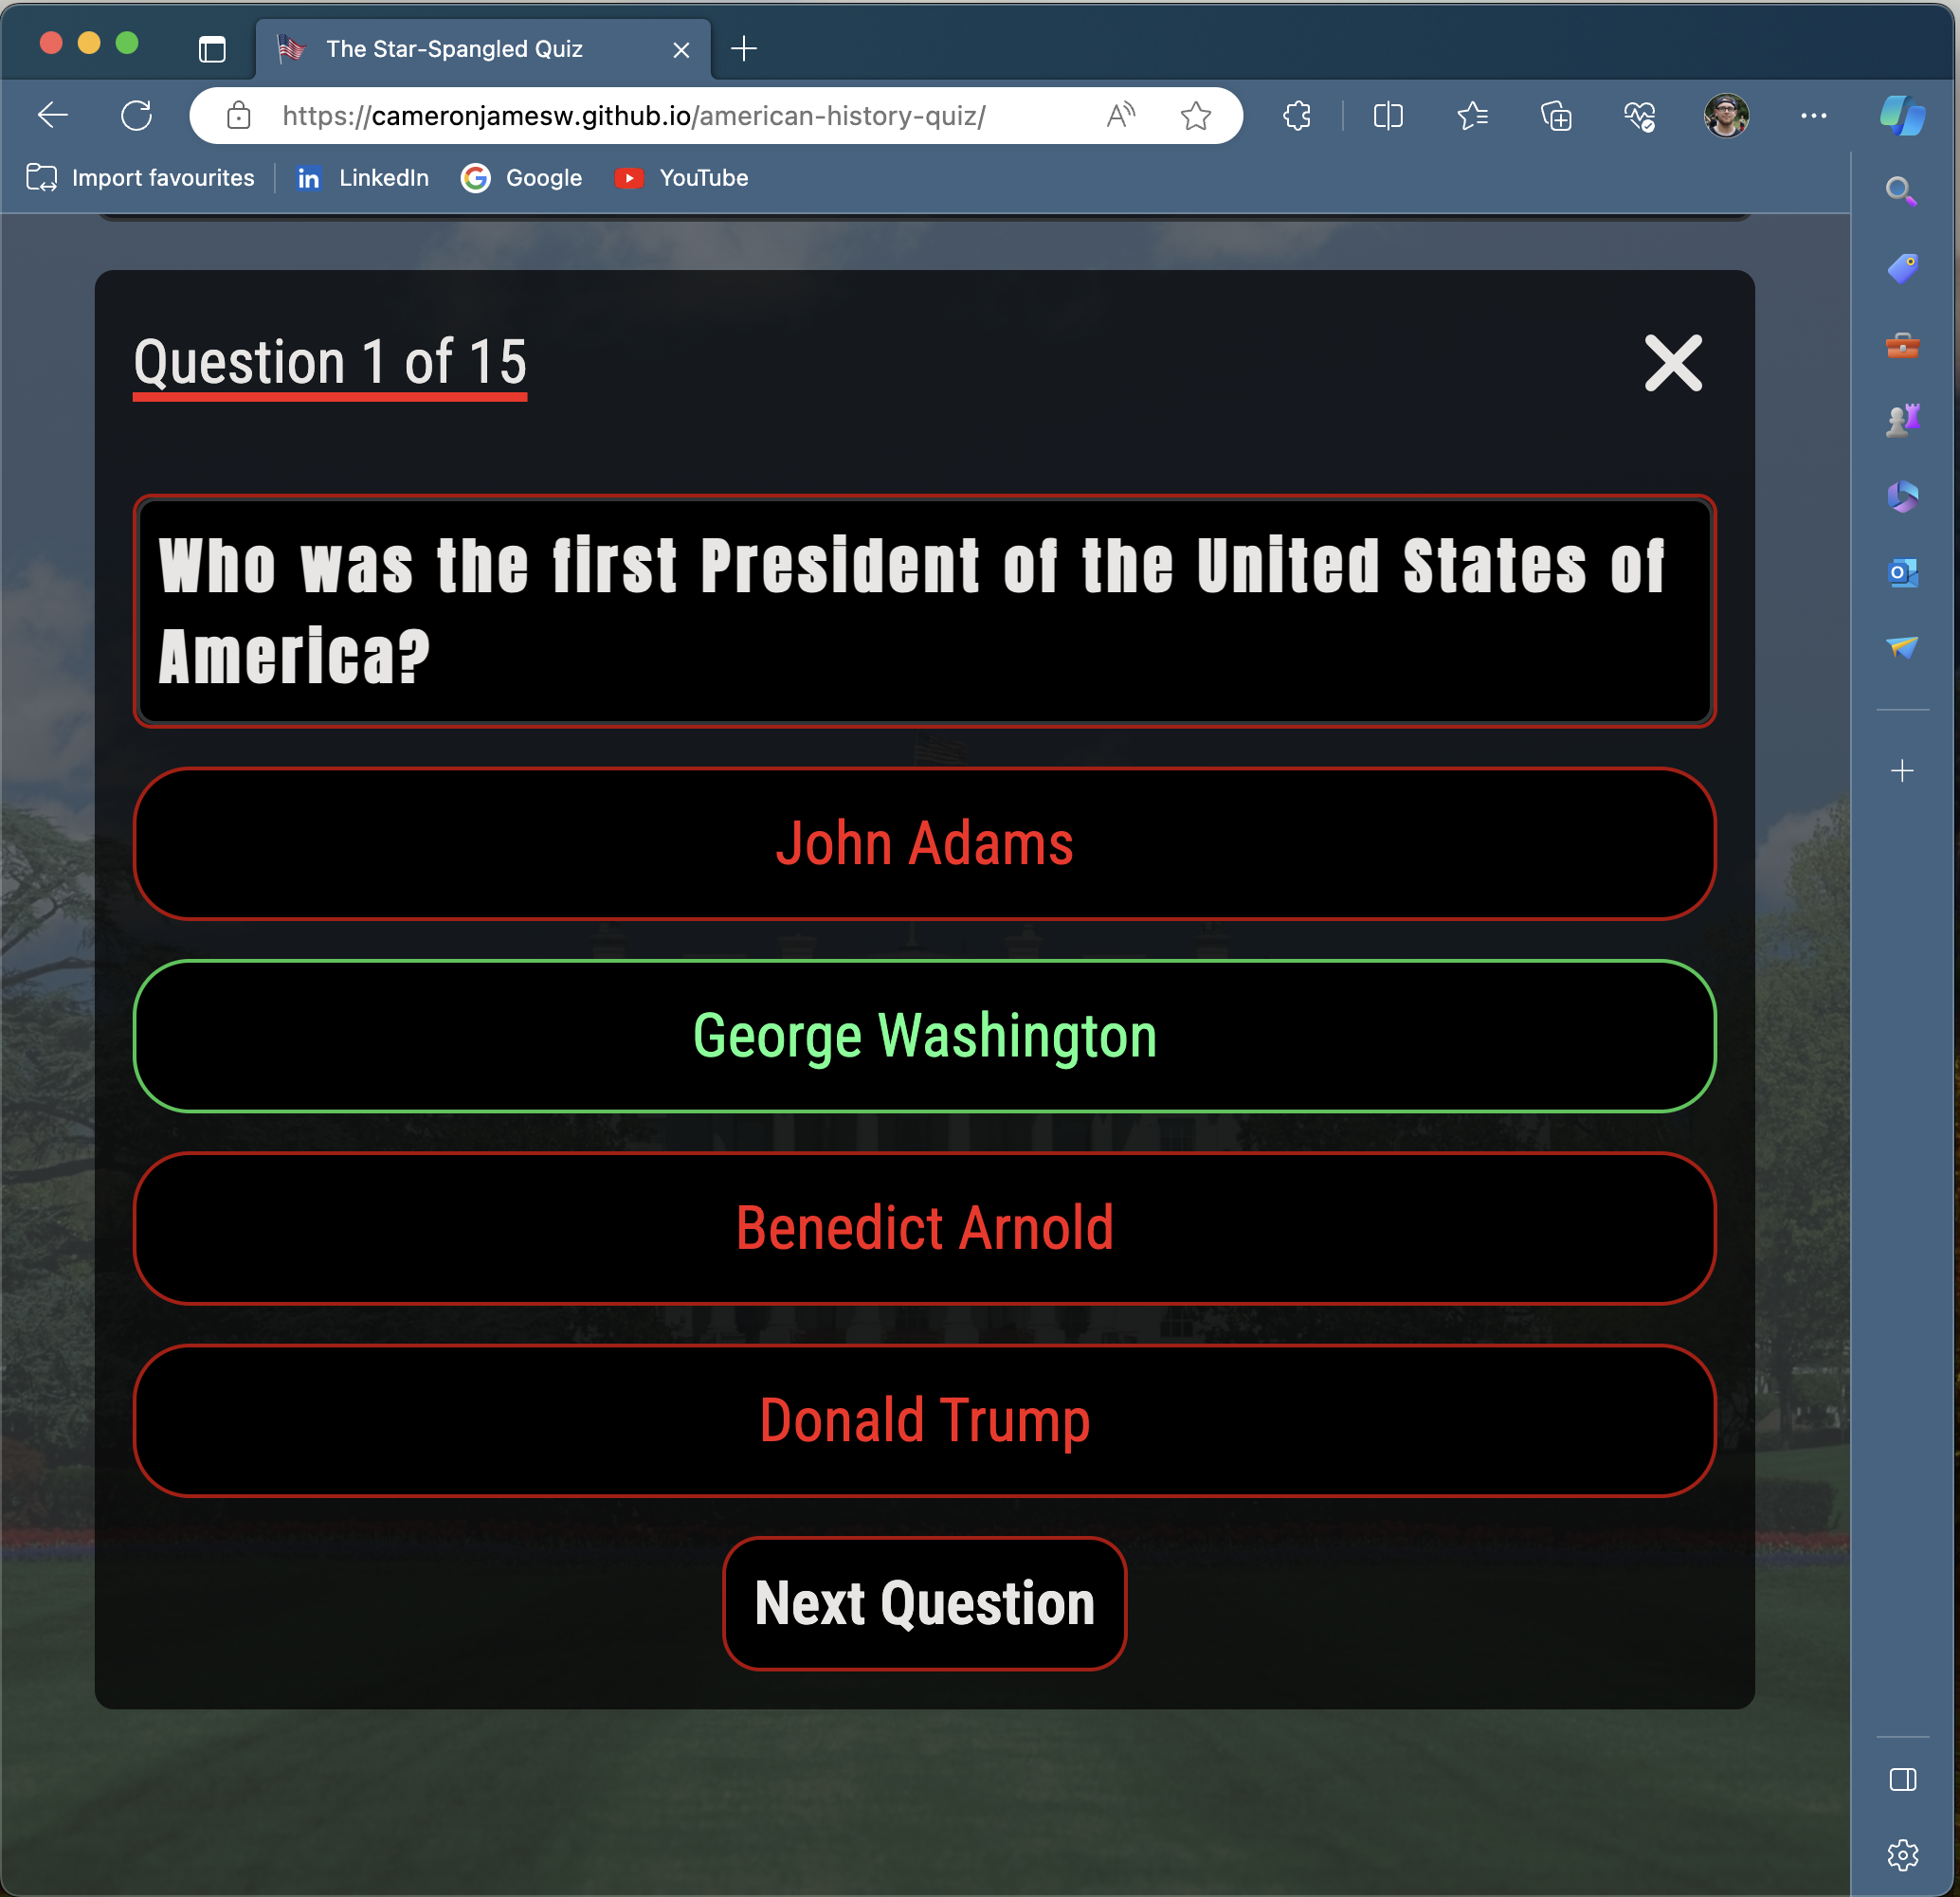 The Star-Spangled Quiz
https://cameronjamesw.github.io/american-history-quiz/
Import favourites
LinkedIn
Google
YouTube
Question 1 of 15
Who was the first President of the United States of
America?
John Adams
George Washington
Benedict Arnold
Donald Trump
Next Question